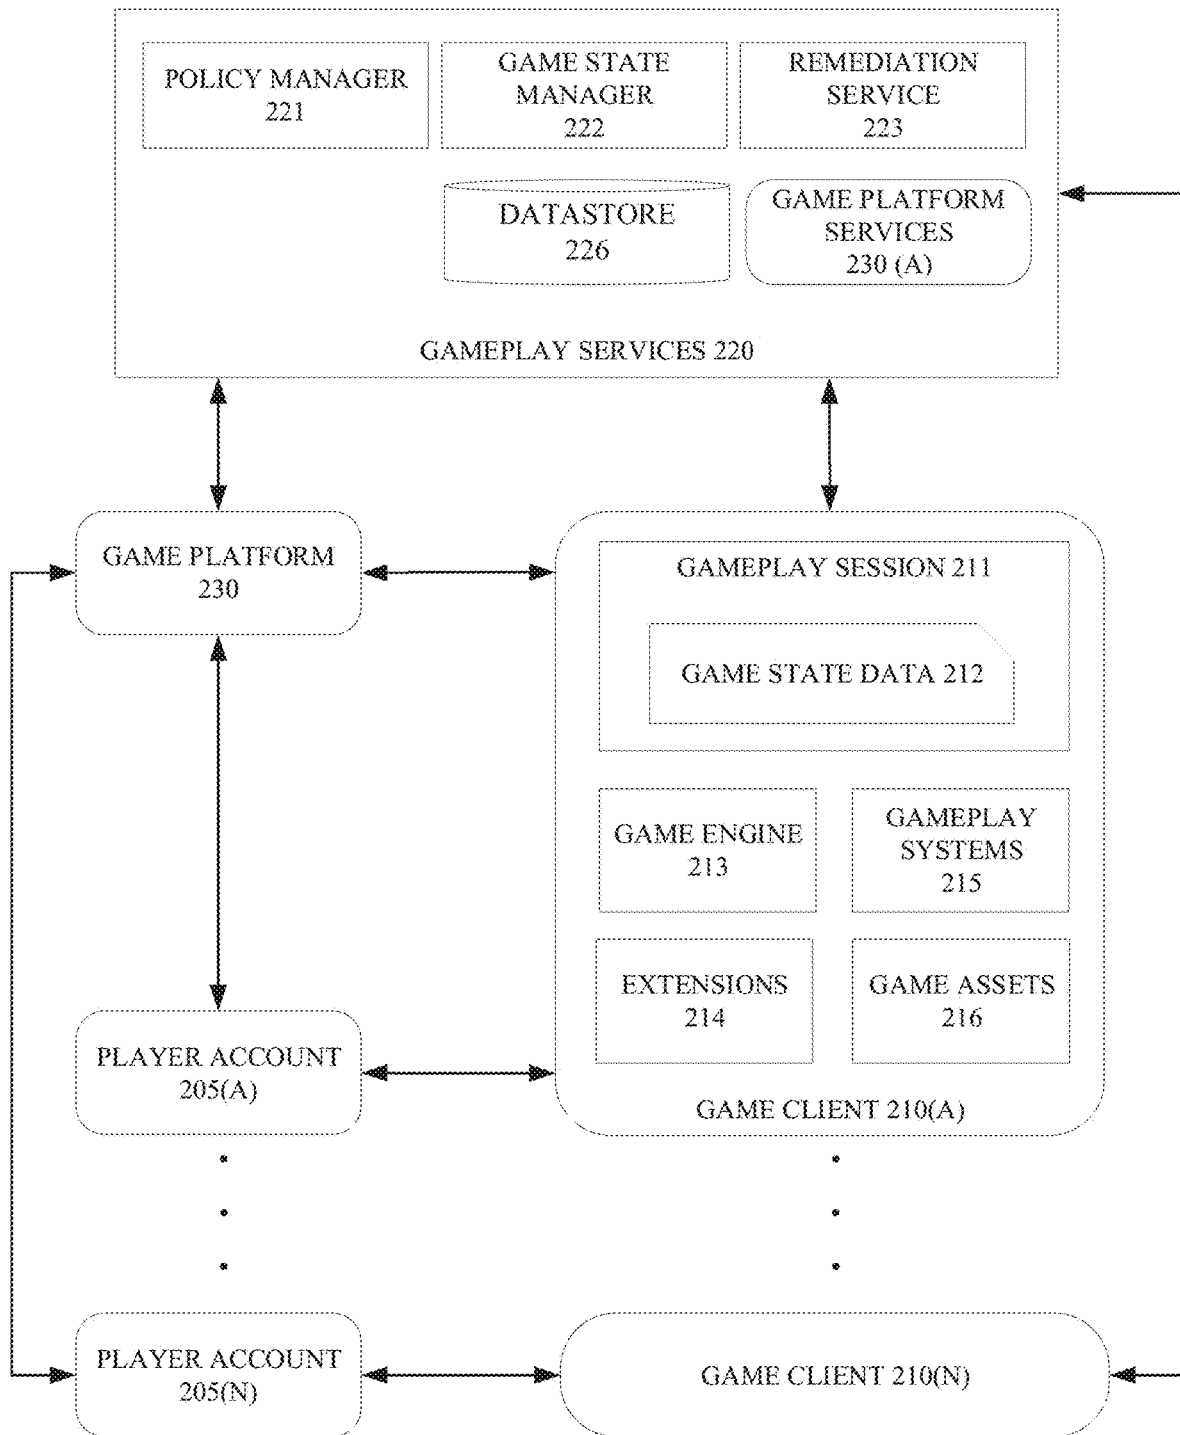 POLICY MANAGER
221
GAME STATE
MANAGER
222
REMEDIATION
SERVICE
223
DATASTORE
226
GAME PLATFORM
SERVICES
230 (A)
GAMEPLAY SERVICES 220
GAME PLATFORM
230
GAMEPLAY SESSION 211
GAME STATE DATA 212
GAME ENGINE
213
GAMEPLAY
SYSTEMS
215
EXTENSIONS
214
GAME ASSETS
216
PLAYER ACCOUNT
205(A)
GAME CLIENT 210(A)
PLAYER ACCOUNT
205(N)
GAME CLIENT 210(N)